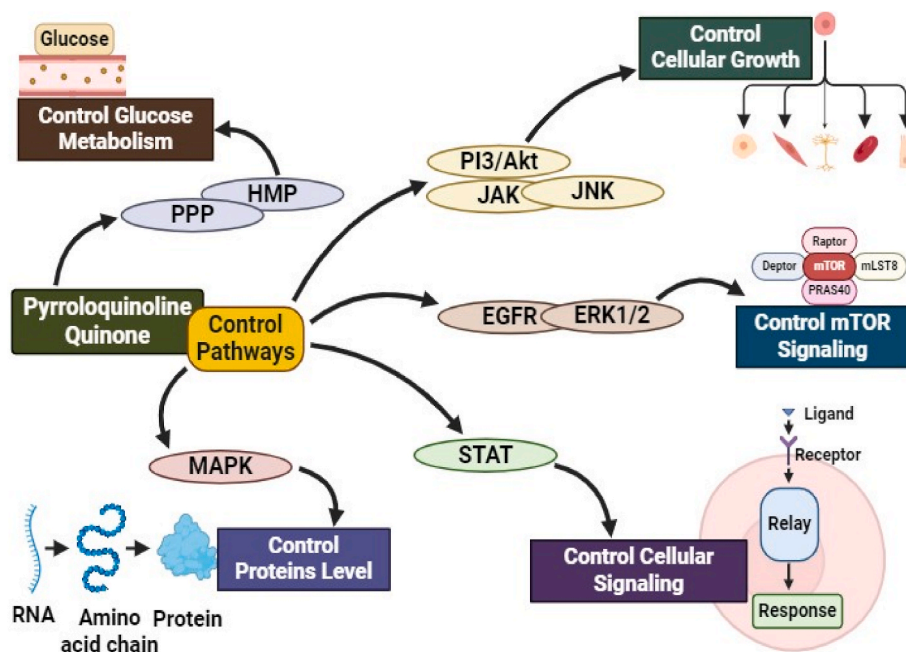 Glucose
Control Glucose
Metabolism
HMP
PPP
Pyrroloquinoline
Quinone
Control
Pathways
PI3/Akt
JAK
JNK
Control
Cellular Growth
EGFR
ERK1/2
Raptor
Deptor
mTOR
mLST8
PRAS40
Control mTOR
Signaling
MAPK
Control
Proteins Level
RNA
Amino
acid chain
Protein
STAT
Control Cellular
Signaling
Ligand
Receptor
Relay
Response